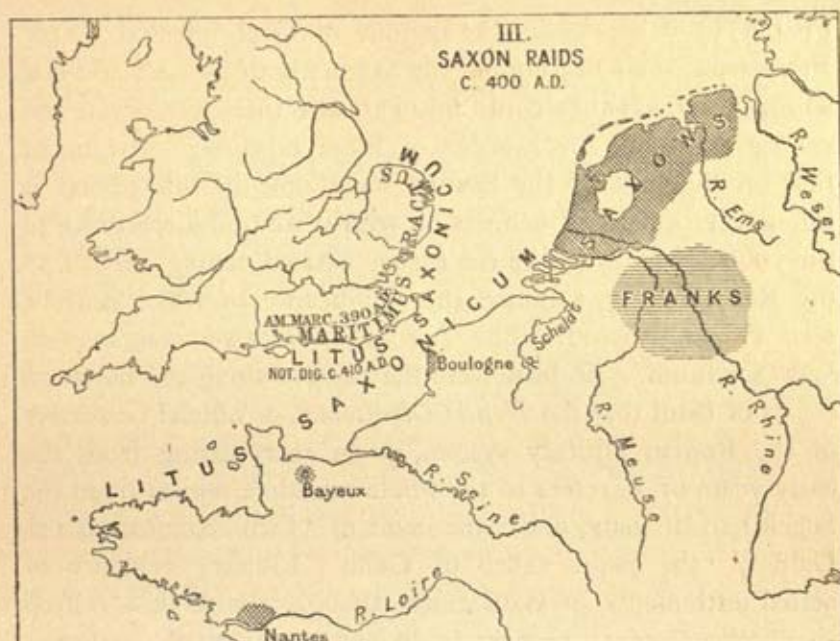 III.
SAXON RAIDS
C. 400 A.D.
SAXONS
R. Ems
R. Weser
FRANKS
AM. MARC. 390
MARITIMUS TRACTUS
LITUS SAXONICUM
NOT. DIG. C. 410 A.D.
LITUS SAXONICUM
Boulogne
R. Scheldt
R. Rhine
R. Meuse
R. Seine
Bayeux
R. Loire
Nantes